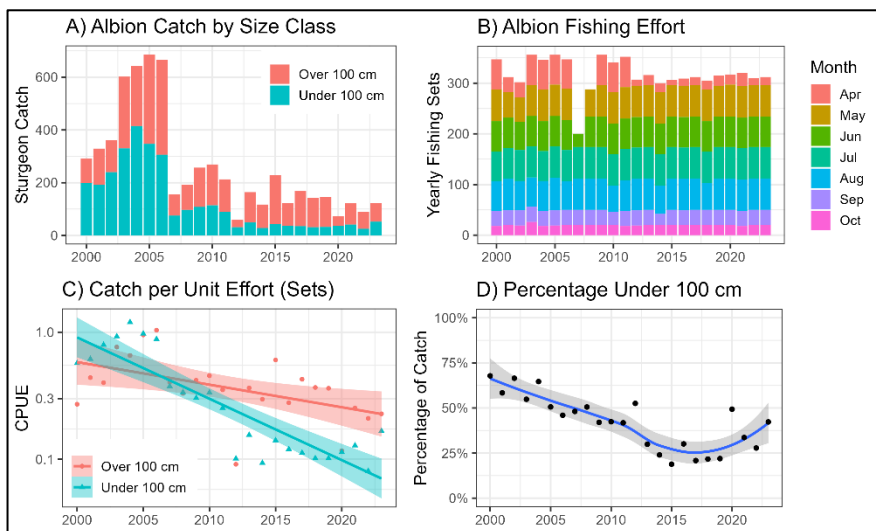 A) Albion Catch by Size Class
Sturgeon Catch
600
400
200
0
Over 100 cm
Under 100 cm
2000
2005
2010
2015
2020
B) Albion Fishing Effort
Yearly Fishing Sets
300
200
100
0
2000
2005
2010
2015
2020
Month
Apr
May
Jun
Jul
Aug
Sep
Oct
C) Catch per Unit Effort (Sets)
CPUE
1.0
0.3
0.1
Over 100 cm
Under 100 cm
2000
2005
2010
2015
2020
D) Percentage Under 100 cm
Percentage of Catch
100%
75%
50%
25%
0%
2000
2005
2010
2015
2020